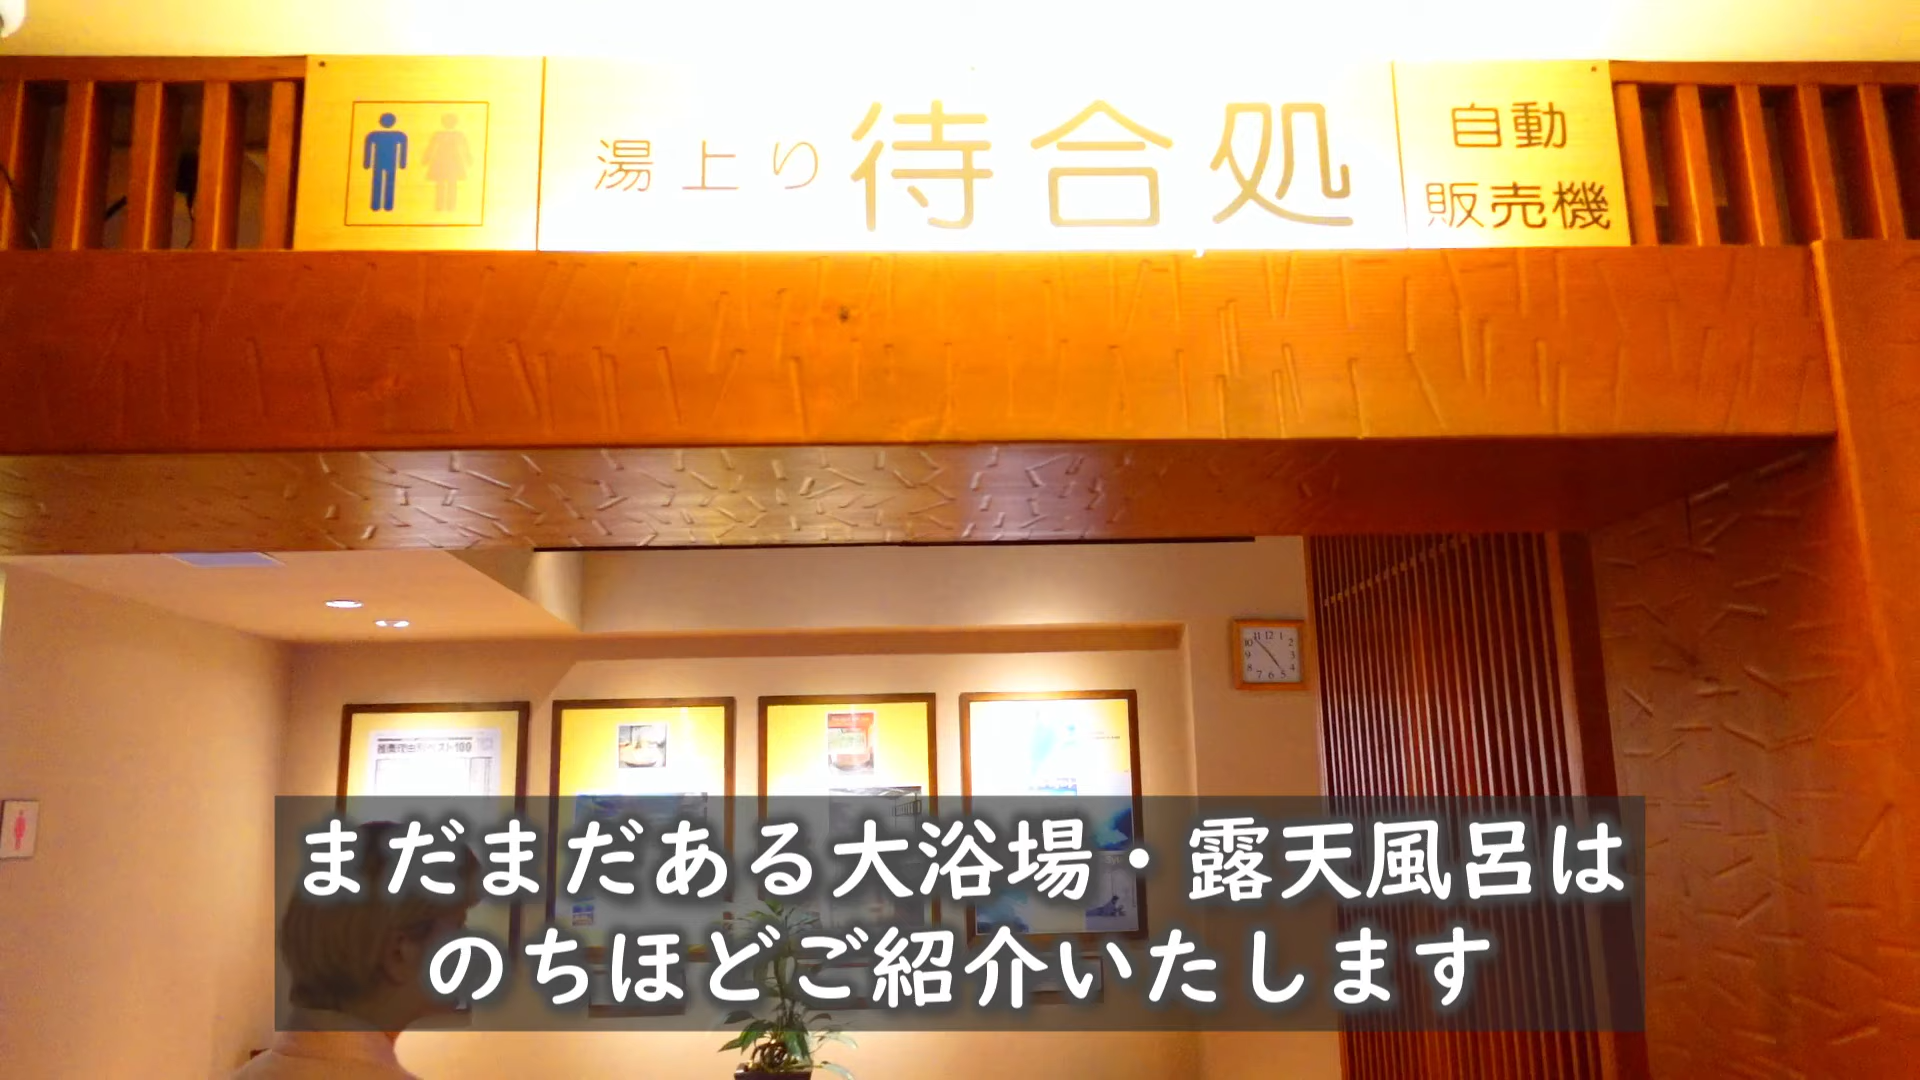 湯上り 待合処
自動
販売機
まだまだある大浴場・露天風呂は
のちほどご紹介いたします